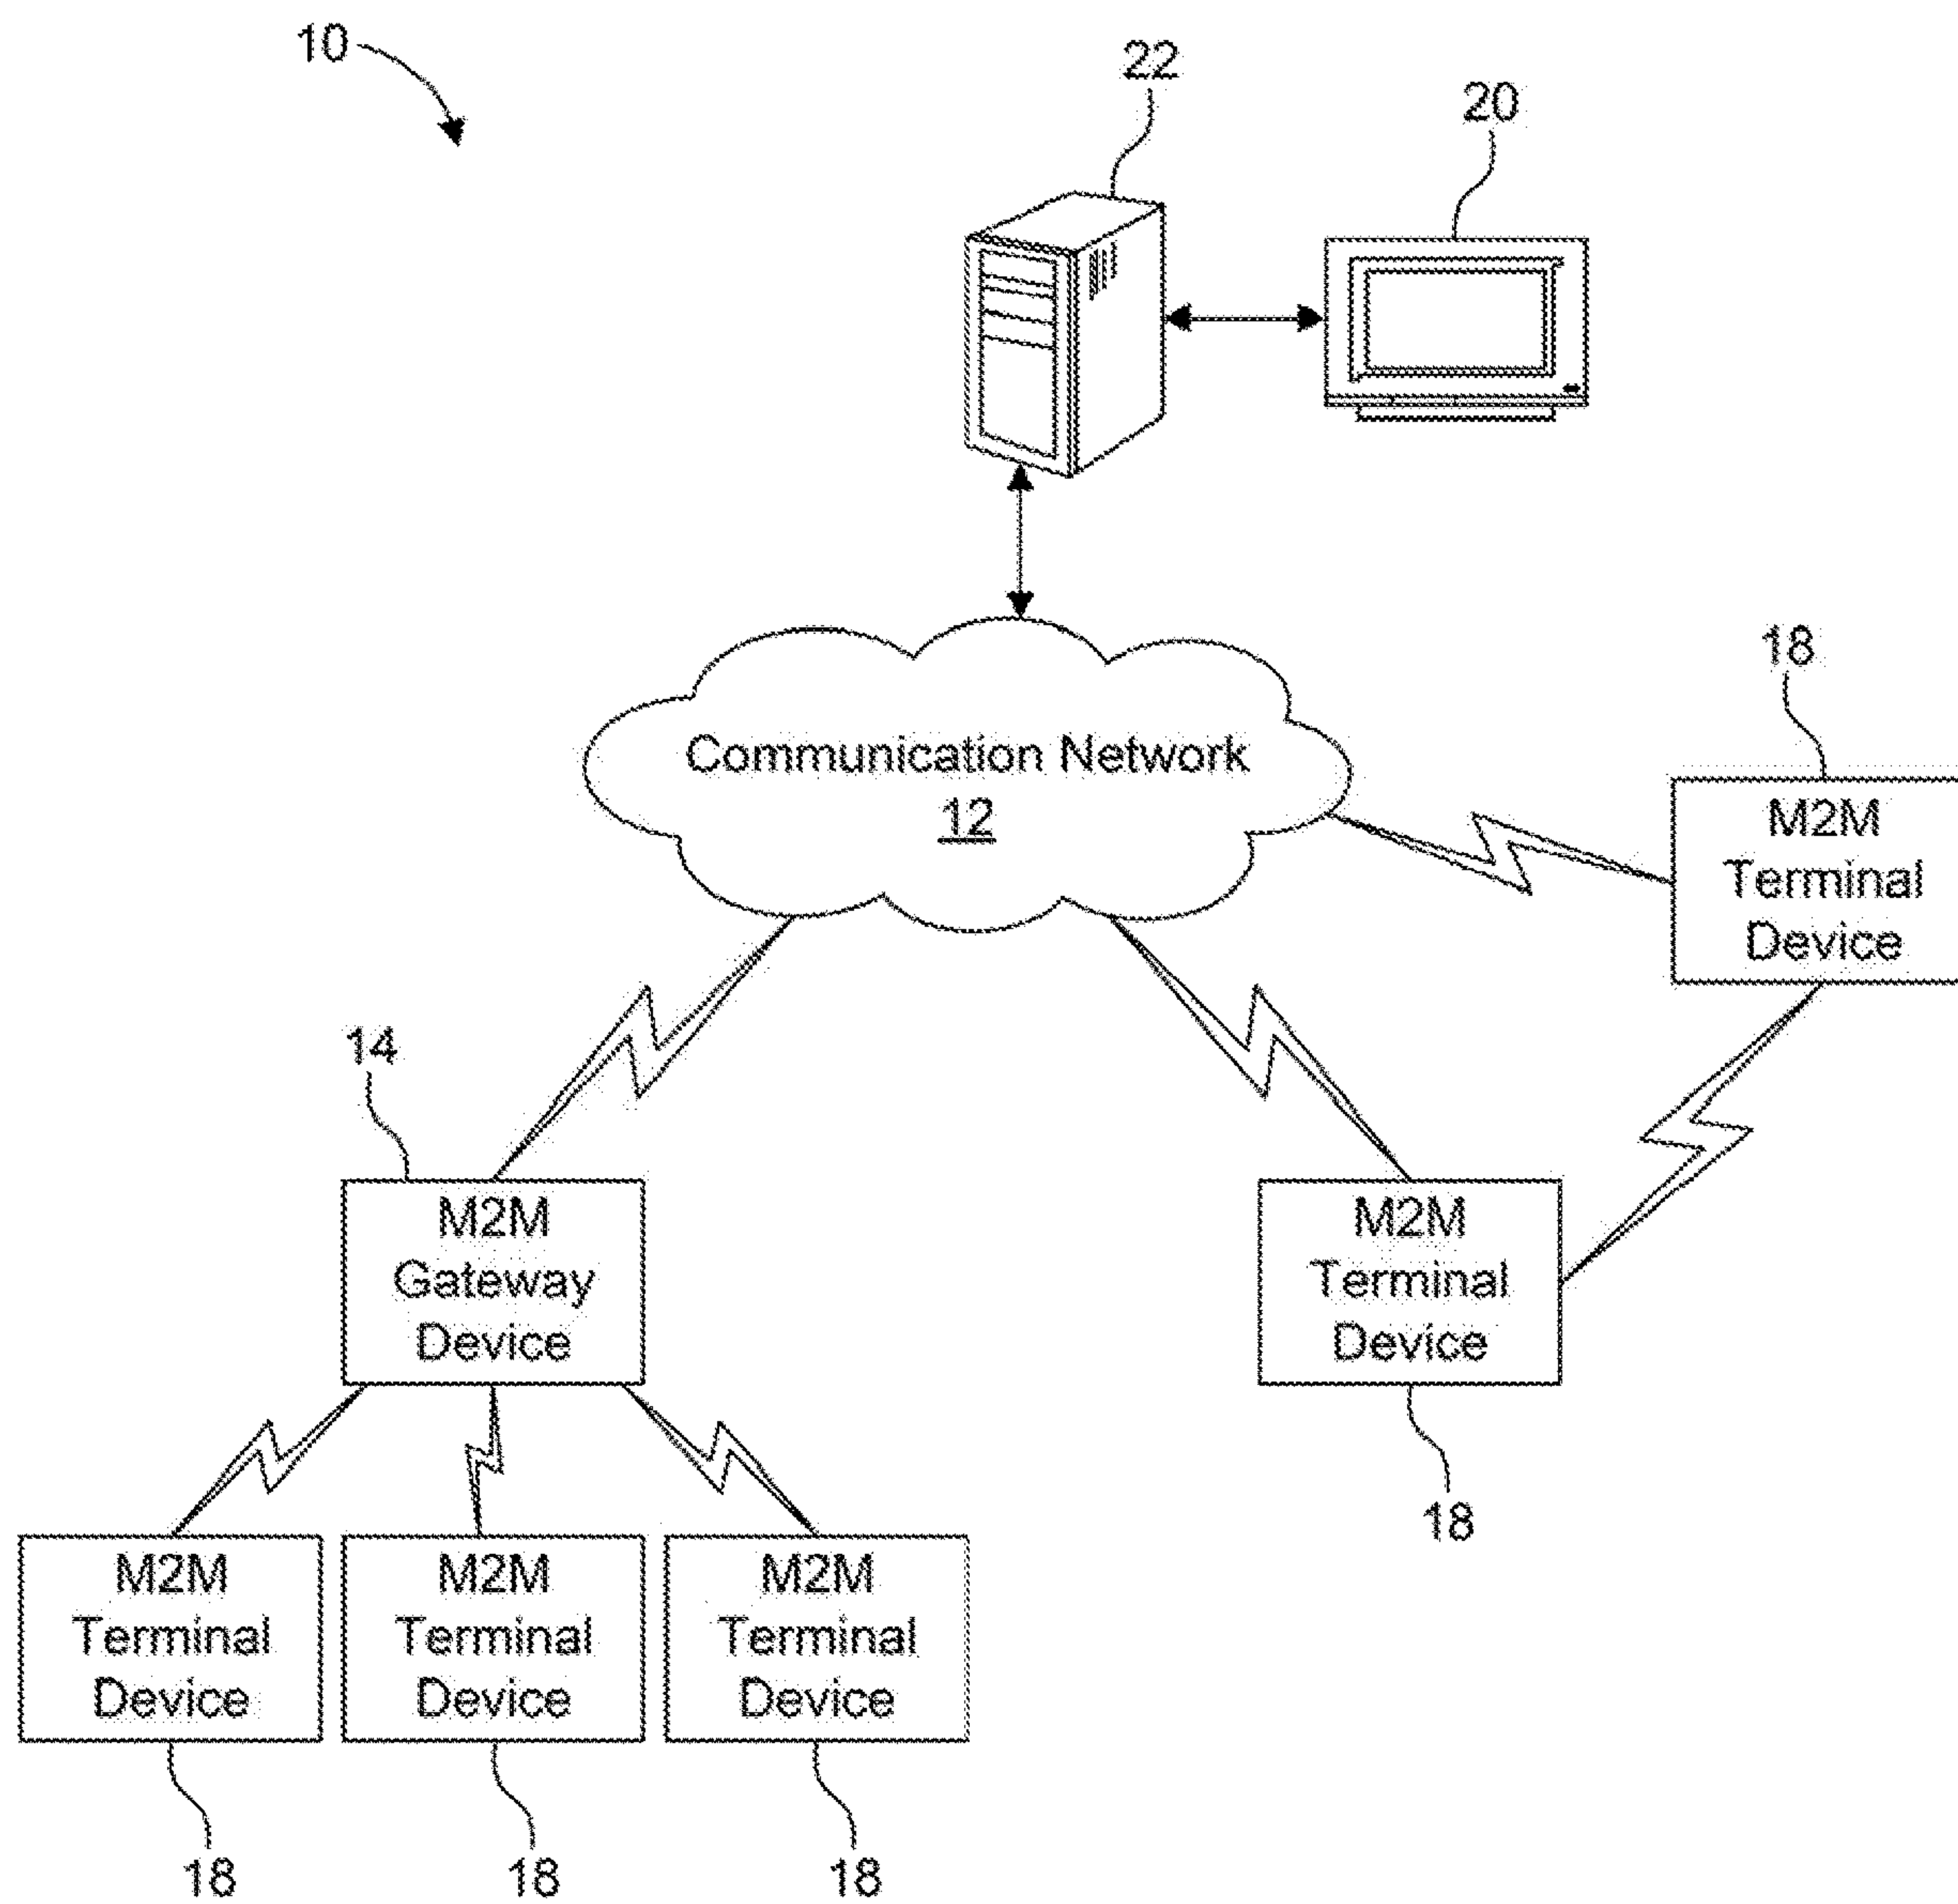 10
22
20
Communication Network
12
18
M2M
Terminal
Device
14
M2M
Gateway
Device
M2M
Terminal
Device
18
M2M
Terminal
Device
M2M
Terminal
Device
M2M
Terminal
Device
18
18
18